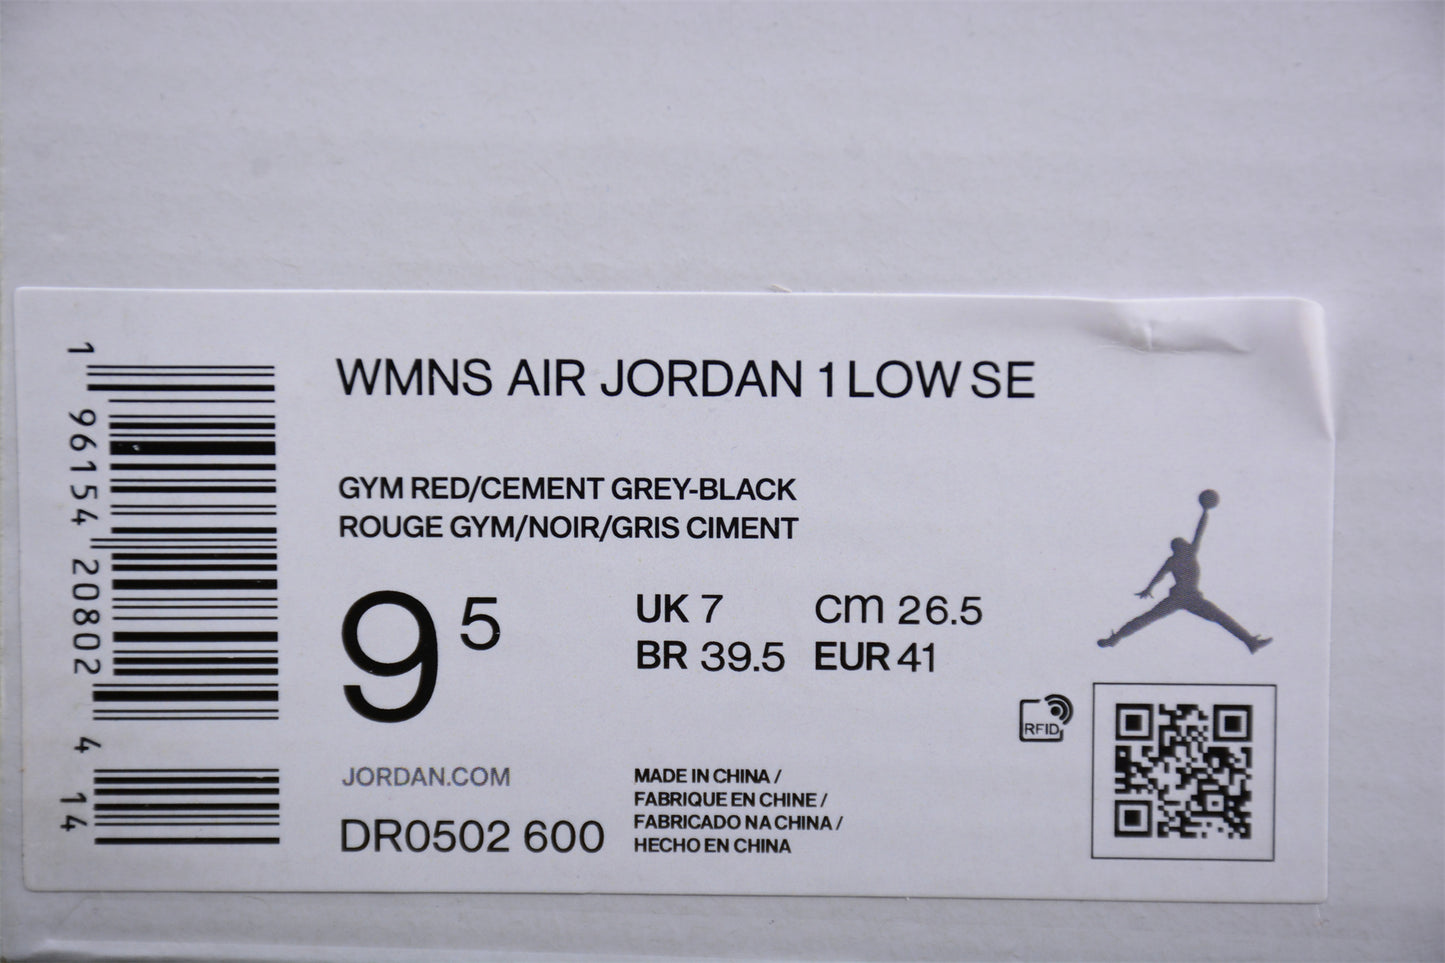 WMNS AIR JORDAN 1 LOW SE
GYM RED/CEMENT GREY-BLACK
ROUGE GYM/NOIR/GRIS CIMENT
9 5
UK 7 cm 26.5
BR 39.5 EUR 41
RFID
JORDAN.COM
DR0502 600
MADE IN CHINA /
FABRIQUE EN CHINE /
FABRICADO NA CHINA /
HECHO EN CHINA
1 96154 20802 4 14